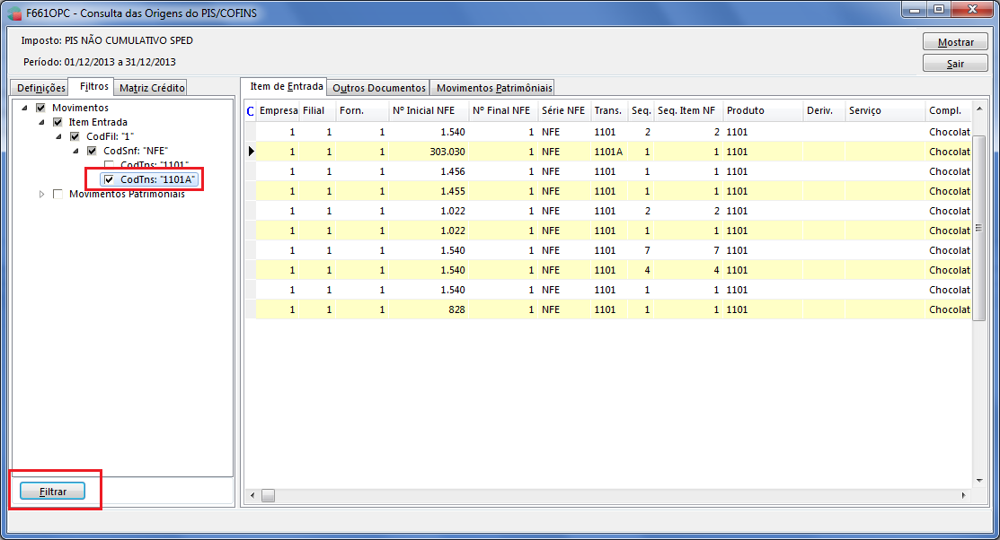 F661OPC - Consulta das Origens do PIS/COFINS
Imposto: PIS NÃO CUMULATIVO SPED
Mostrar
Período: 01/12/2013 a 31/12/2013
Sair
Definições Filtros Matriz Crédito
Movimentos
Item Entrada
CodFil: "1"
CodSnf: "NFE"
CodTns: "1101"
CodTns: "1101A"
Movimentos Patrimoniais
Filtrar
Item de Entrada Outros Documentos Movimentos Patrimôniais
C Empresa Filial Forn. Nº Inicial NFE Nº Final NFE Série NFE Trans. Seq. Seq. Item NF Produto Deriv. Serviço Compl.
1 1 1 1.540 1 NFE 1101 2 2 1101 Chocolat
1 1 1 303.030 1 NFE 1101A 1 1 1101 Chocolat
1 1 1 1.456 1 NFE 1101 1 1 1101 Chocolat
1 1 1 1.455 1 NFE 1101 1 1 1101 Chocolat
1 1 1 1.022 1 NFE 1101 2 2 1101 Chocolat
1 1 1 1.022 1 NFE 1101 1 1 1101 Chocolat
1 1 1 1.540 1 NFE 1101 7 7 1101 Chocolat
1 1 1 1.540 1 NFE 1101 4 4 1101 Chocolat
1 1 1 1.540 1 NFE 1101 1 1 1101 Chocolat
1 1 1 828 1 NFE 1101 1 1 1101 Chocolat